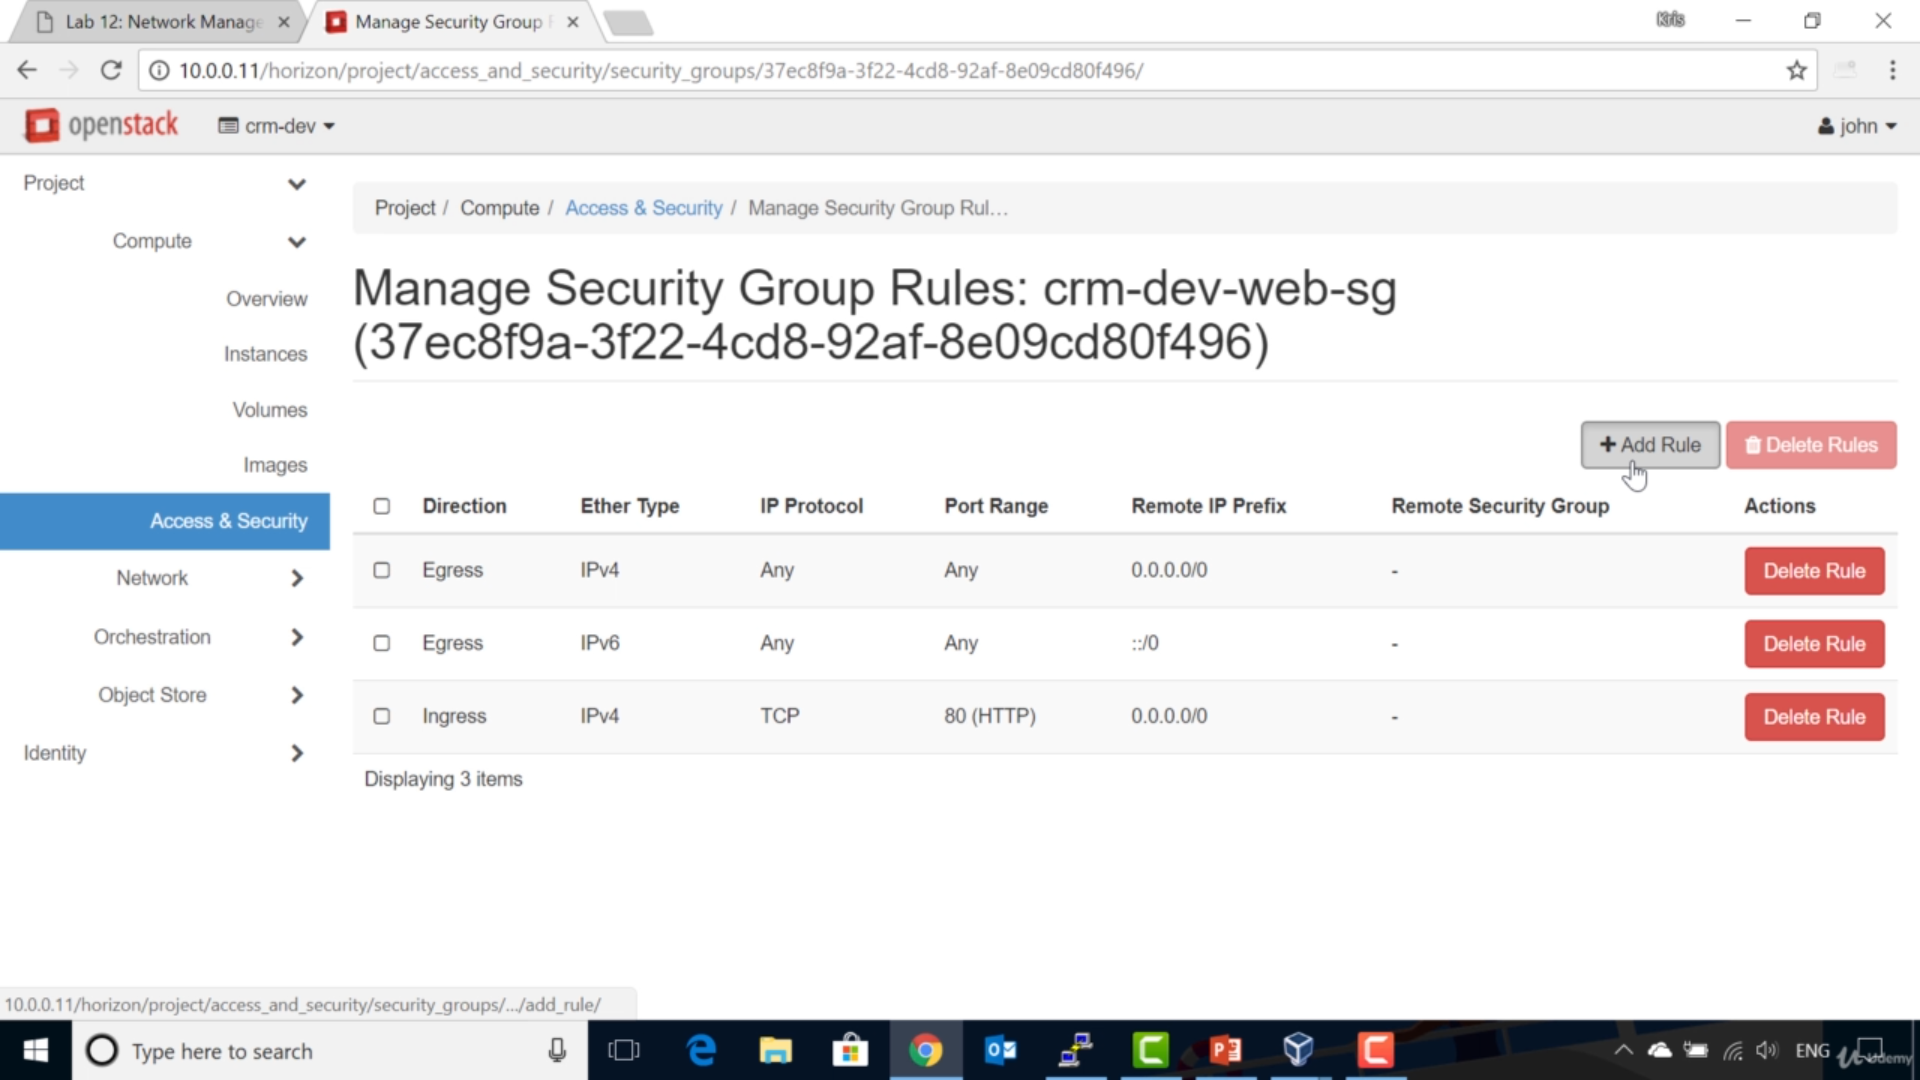 Lab 12: Network Manage
Manage Security Group F
Kris
10.0.0.11/horizon/project/access_and_security/security_groups/37ec8f9a-3f22-4cd8-92af-8e09cd80f496/
openstack
crm-dev
john
Project
Compute
Overview
Instances
Volumes
Images
Access & Security
Network
Orchestration
Object Store
Identity
Project / Compute / Access & Security / Manage Security Group Rul...
Manage Security Group Rules: crm-dev-web-sg
(37ec8f9a-3f22-4cd8-92af-8e09cd80f496)
Add Rule
Delete Rules
Direction Ether Type IP Protocol Port Range Remote IP Prefix Remote Security Group Actions
Egress IPv4 Any Any 0.0.0.0/0 - Delete Rule
Egress IPv6 Any Any ::/0 - Delete Rule
Ingress IPv4 TCP 80 (HTTP) 0.0.0.0/0 - Delete Rule
Displaying 3 items
10.0.0.11/horizon/project/access_and_security/security_groups/.../add_rule/
Type here to search
ENG
Udemy